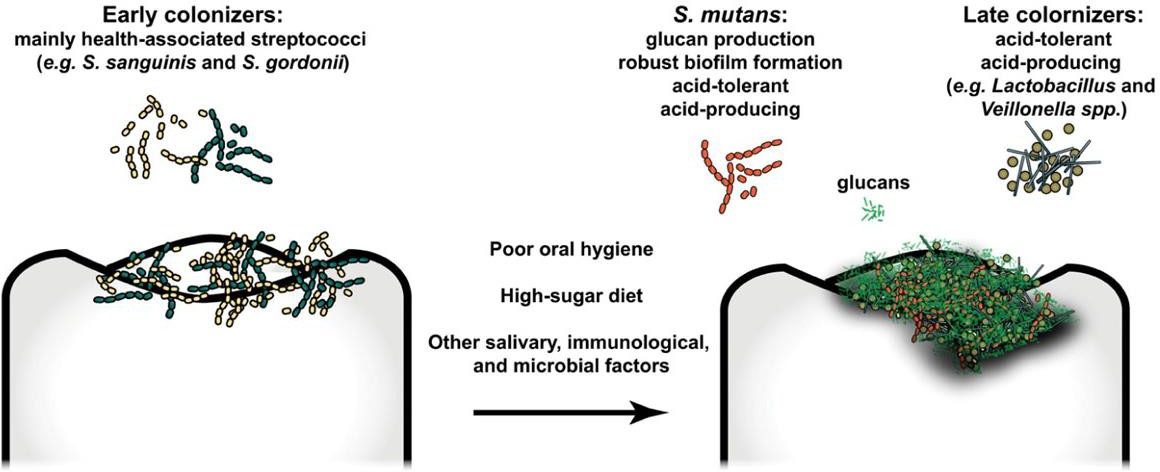 Early colonizers:
mainly health-associated streptococci
(e.g. S. sanguinis and S. gordonii)
S. mutans:
glucan production
robust biofilm formation
acid-tolerant
acid-producing
Late colornizers:
acid-tolerant
acid-producing
(e.g. Lactobacillus and
Veillonella spp.)
glucans
Poor oral hygiene
High-sugar diet
Other salivary, immunological,
and microbial factors